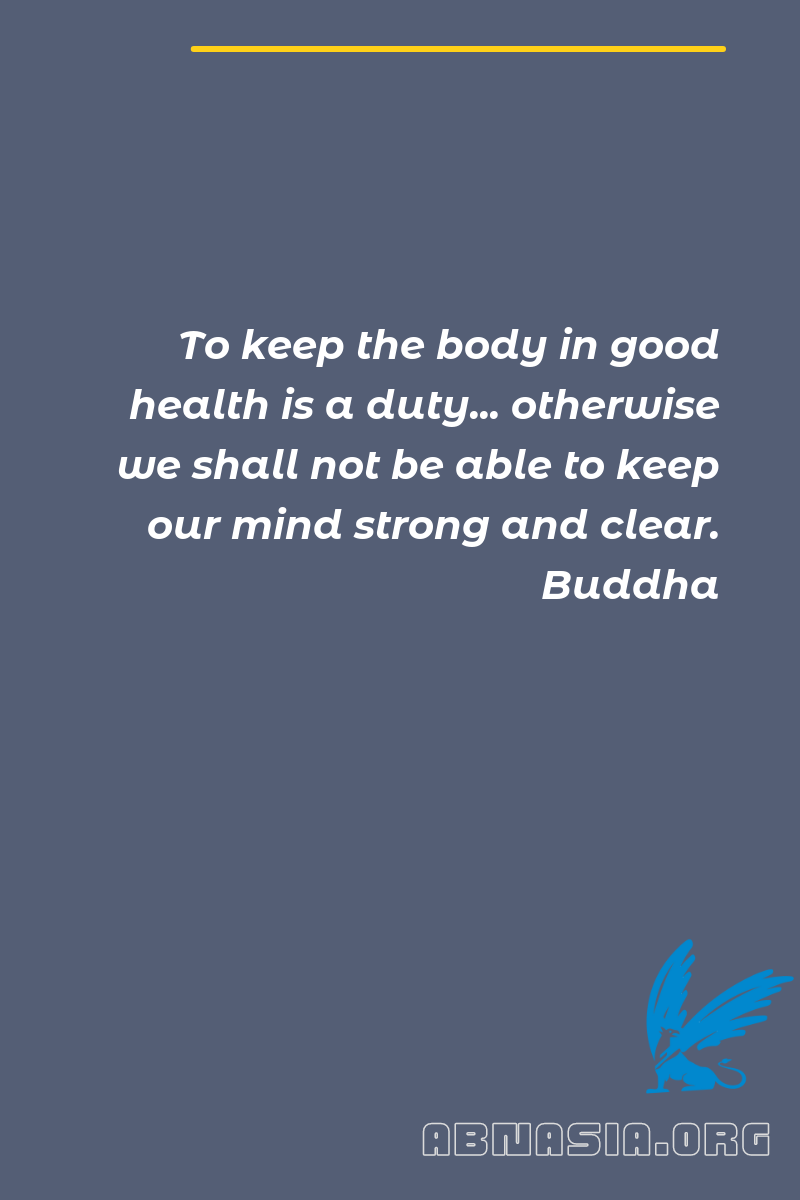 To keep the body in good
health is a duty... otherwise
we shall not be able to keep
our mind strong and clear.
Buddha
ABNASIA.ORG